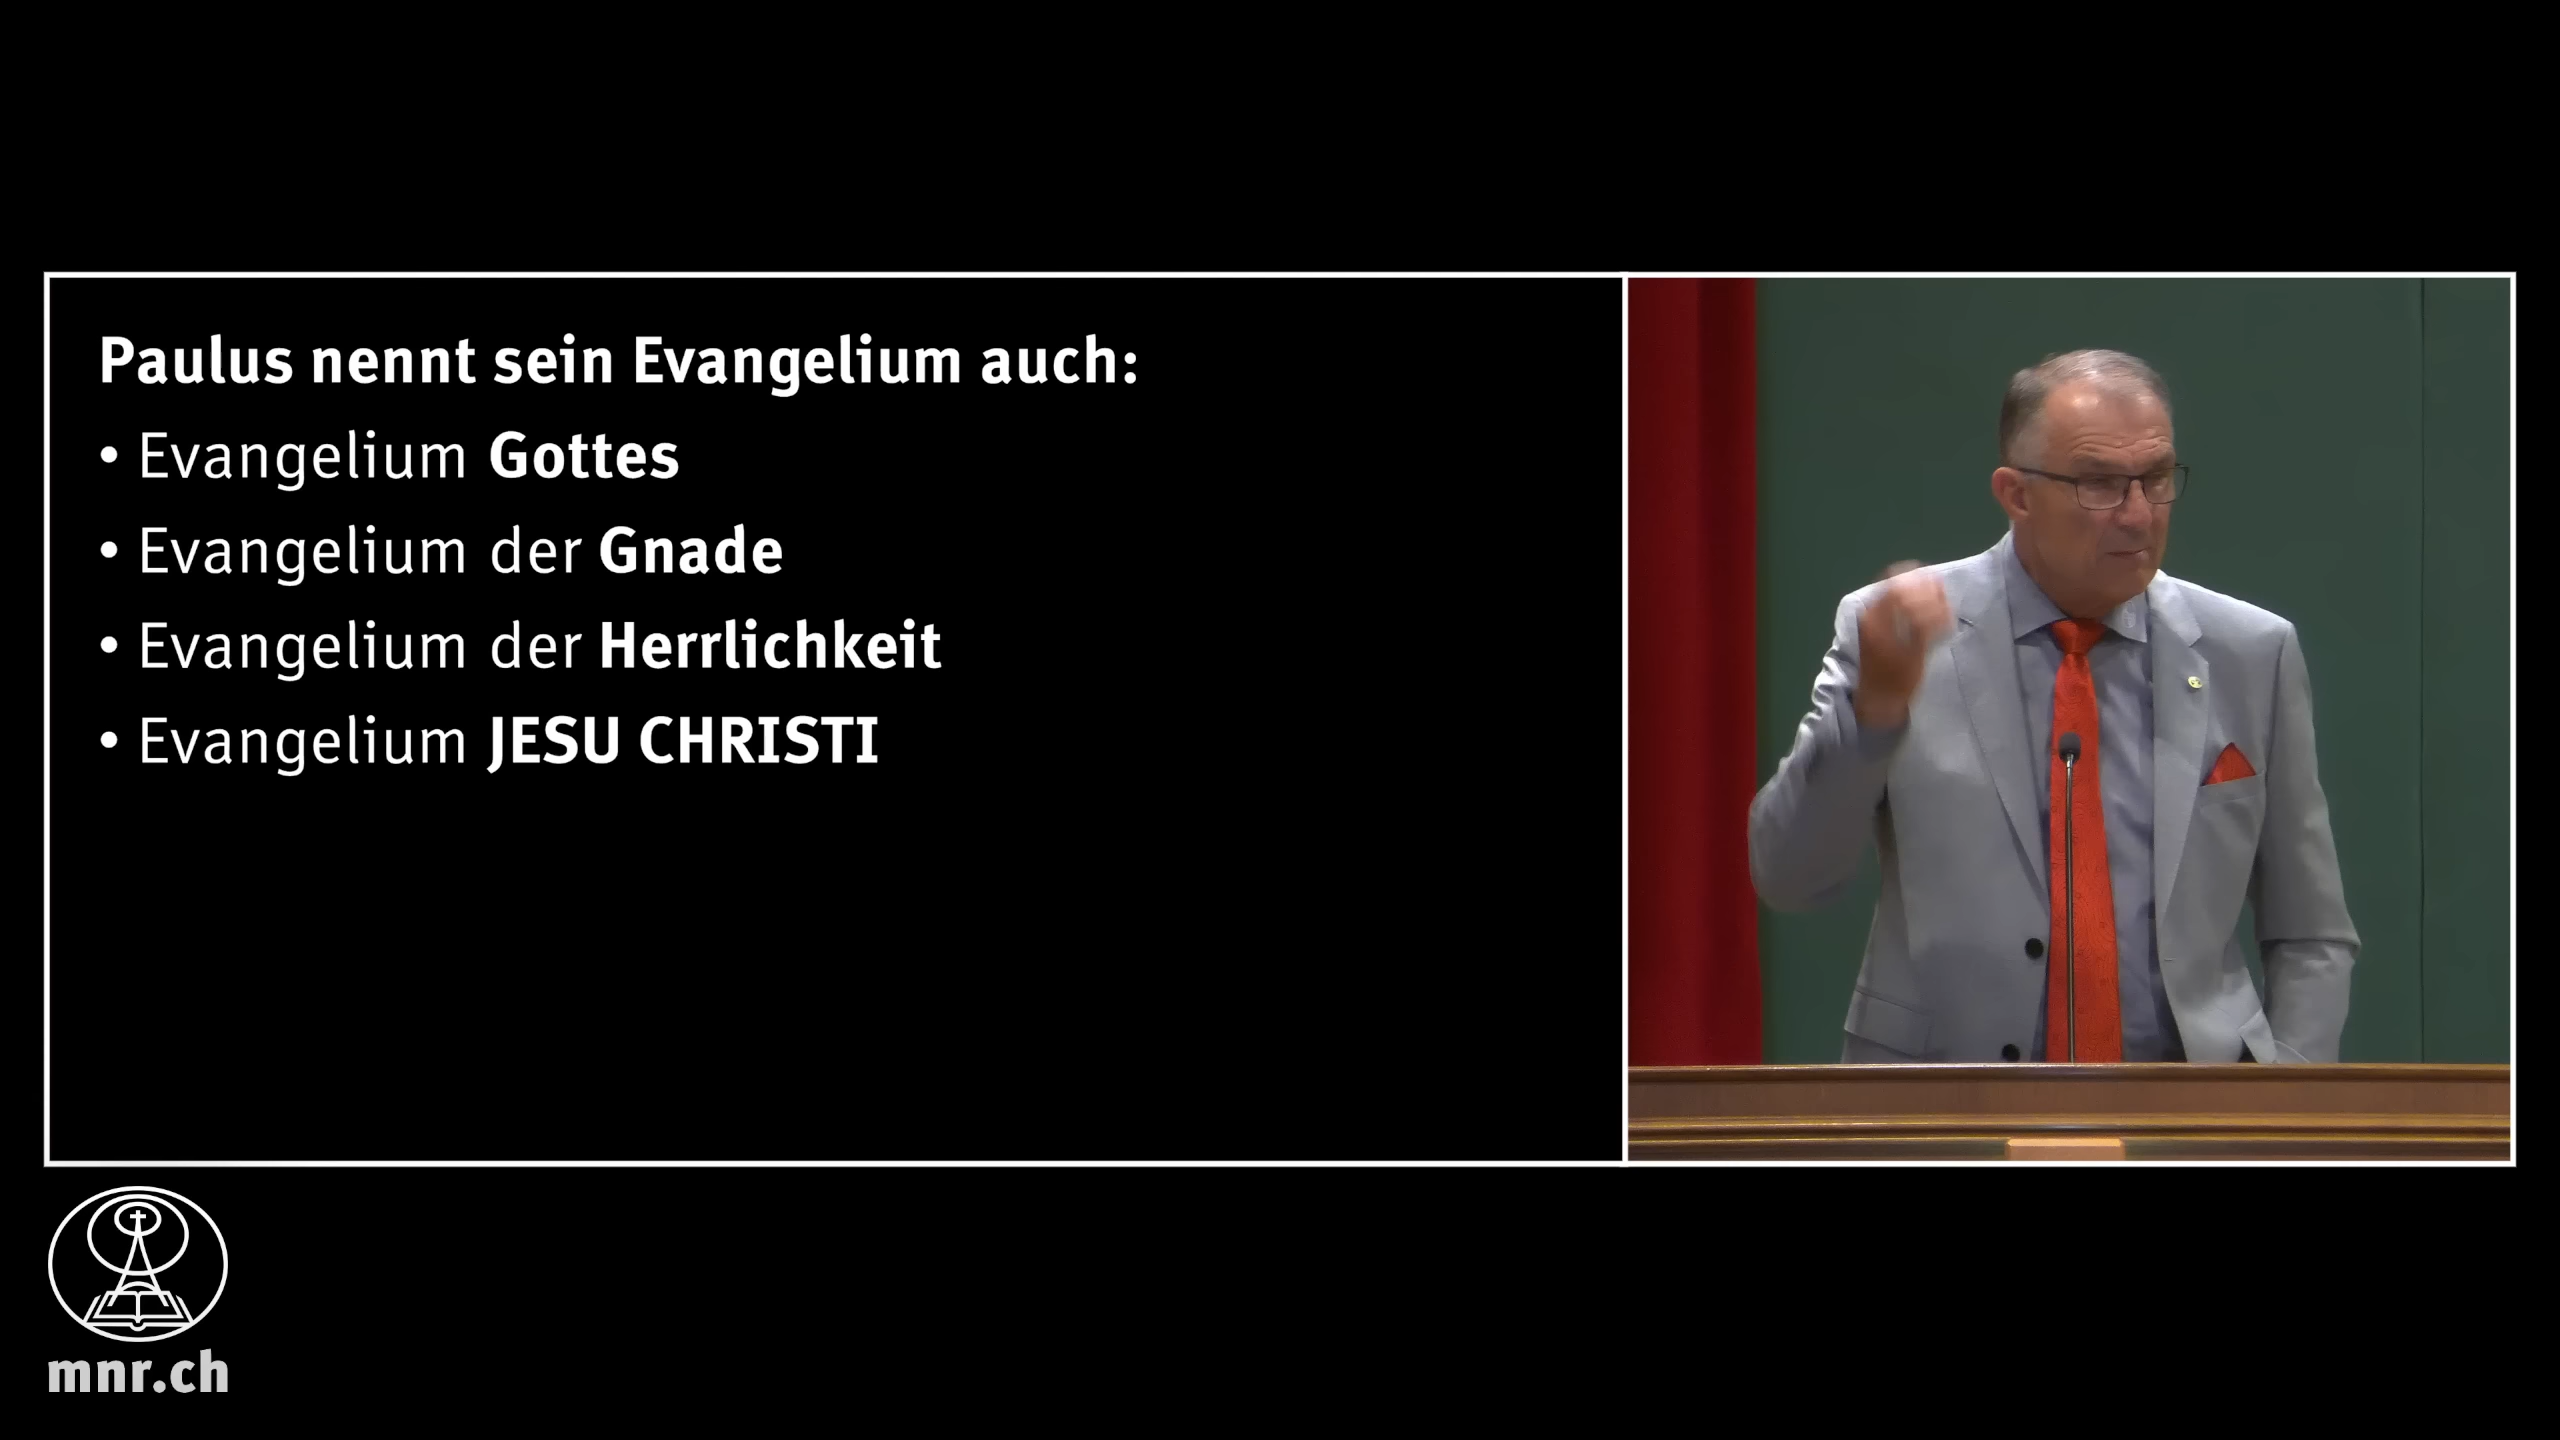 Paulus nennt sein Evangelium auch:
• Evangelium Gottes
• Evangelium der Gnade
• Evangelium der Herrlichkeit
• Evangelium JESU CHRISTI
mnr.ch